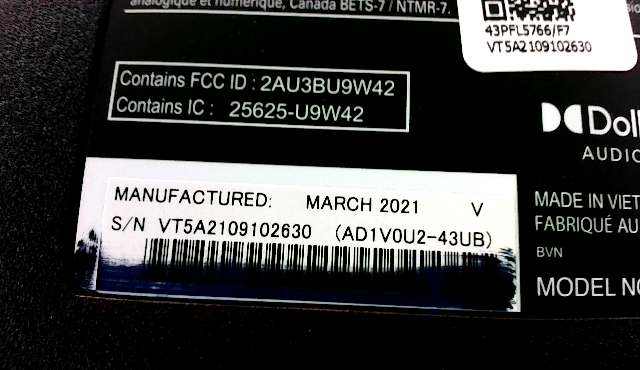 analogique et numérique, Canada BETS-7 / NTMR-7.
43PFL5766/F7
VT5A2109102630
Contains FCC ID : 2AU3BU9W42
Contains IC : 25625-U9W42
AUDIO
MANUFACTURED: MARCH 2021 V
S/N VT5A2109102630 (AD1V0U2-43UB)
MADE IN VIET
FABRIQUÉ AU
BVN
MODEL NO